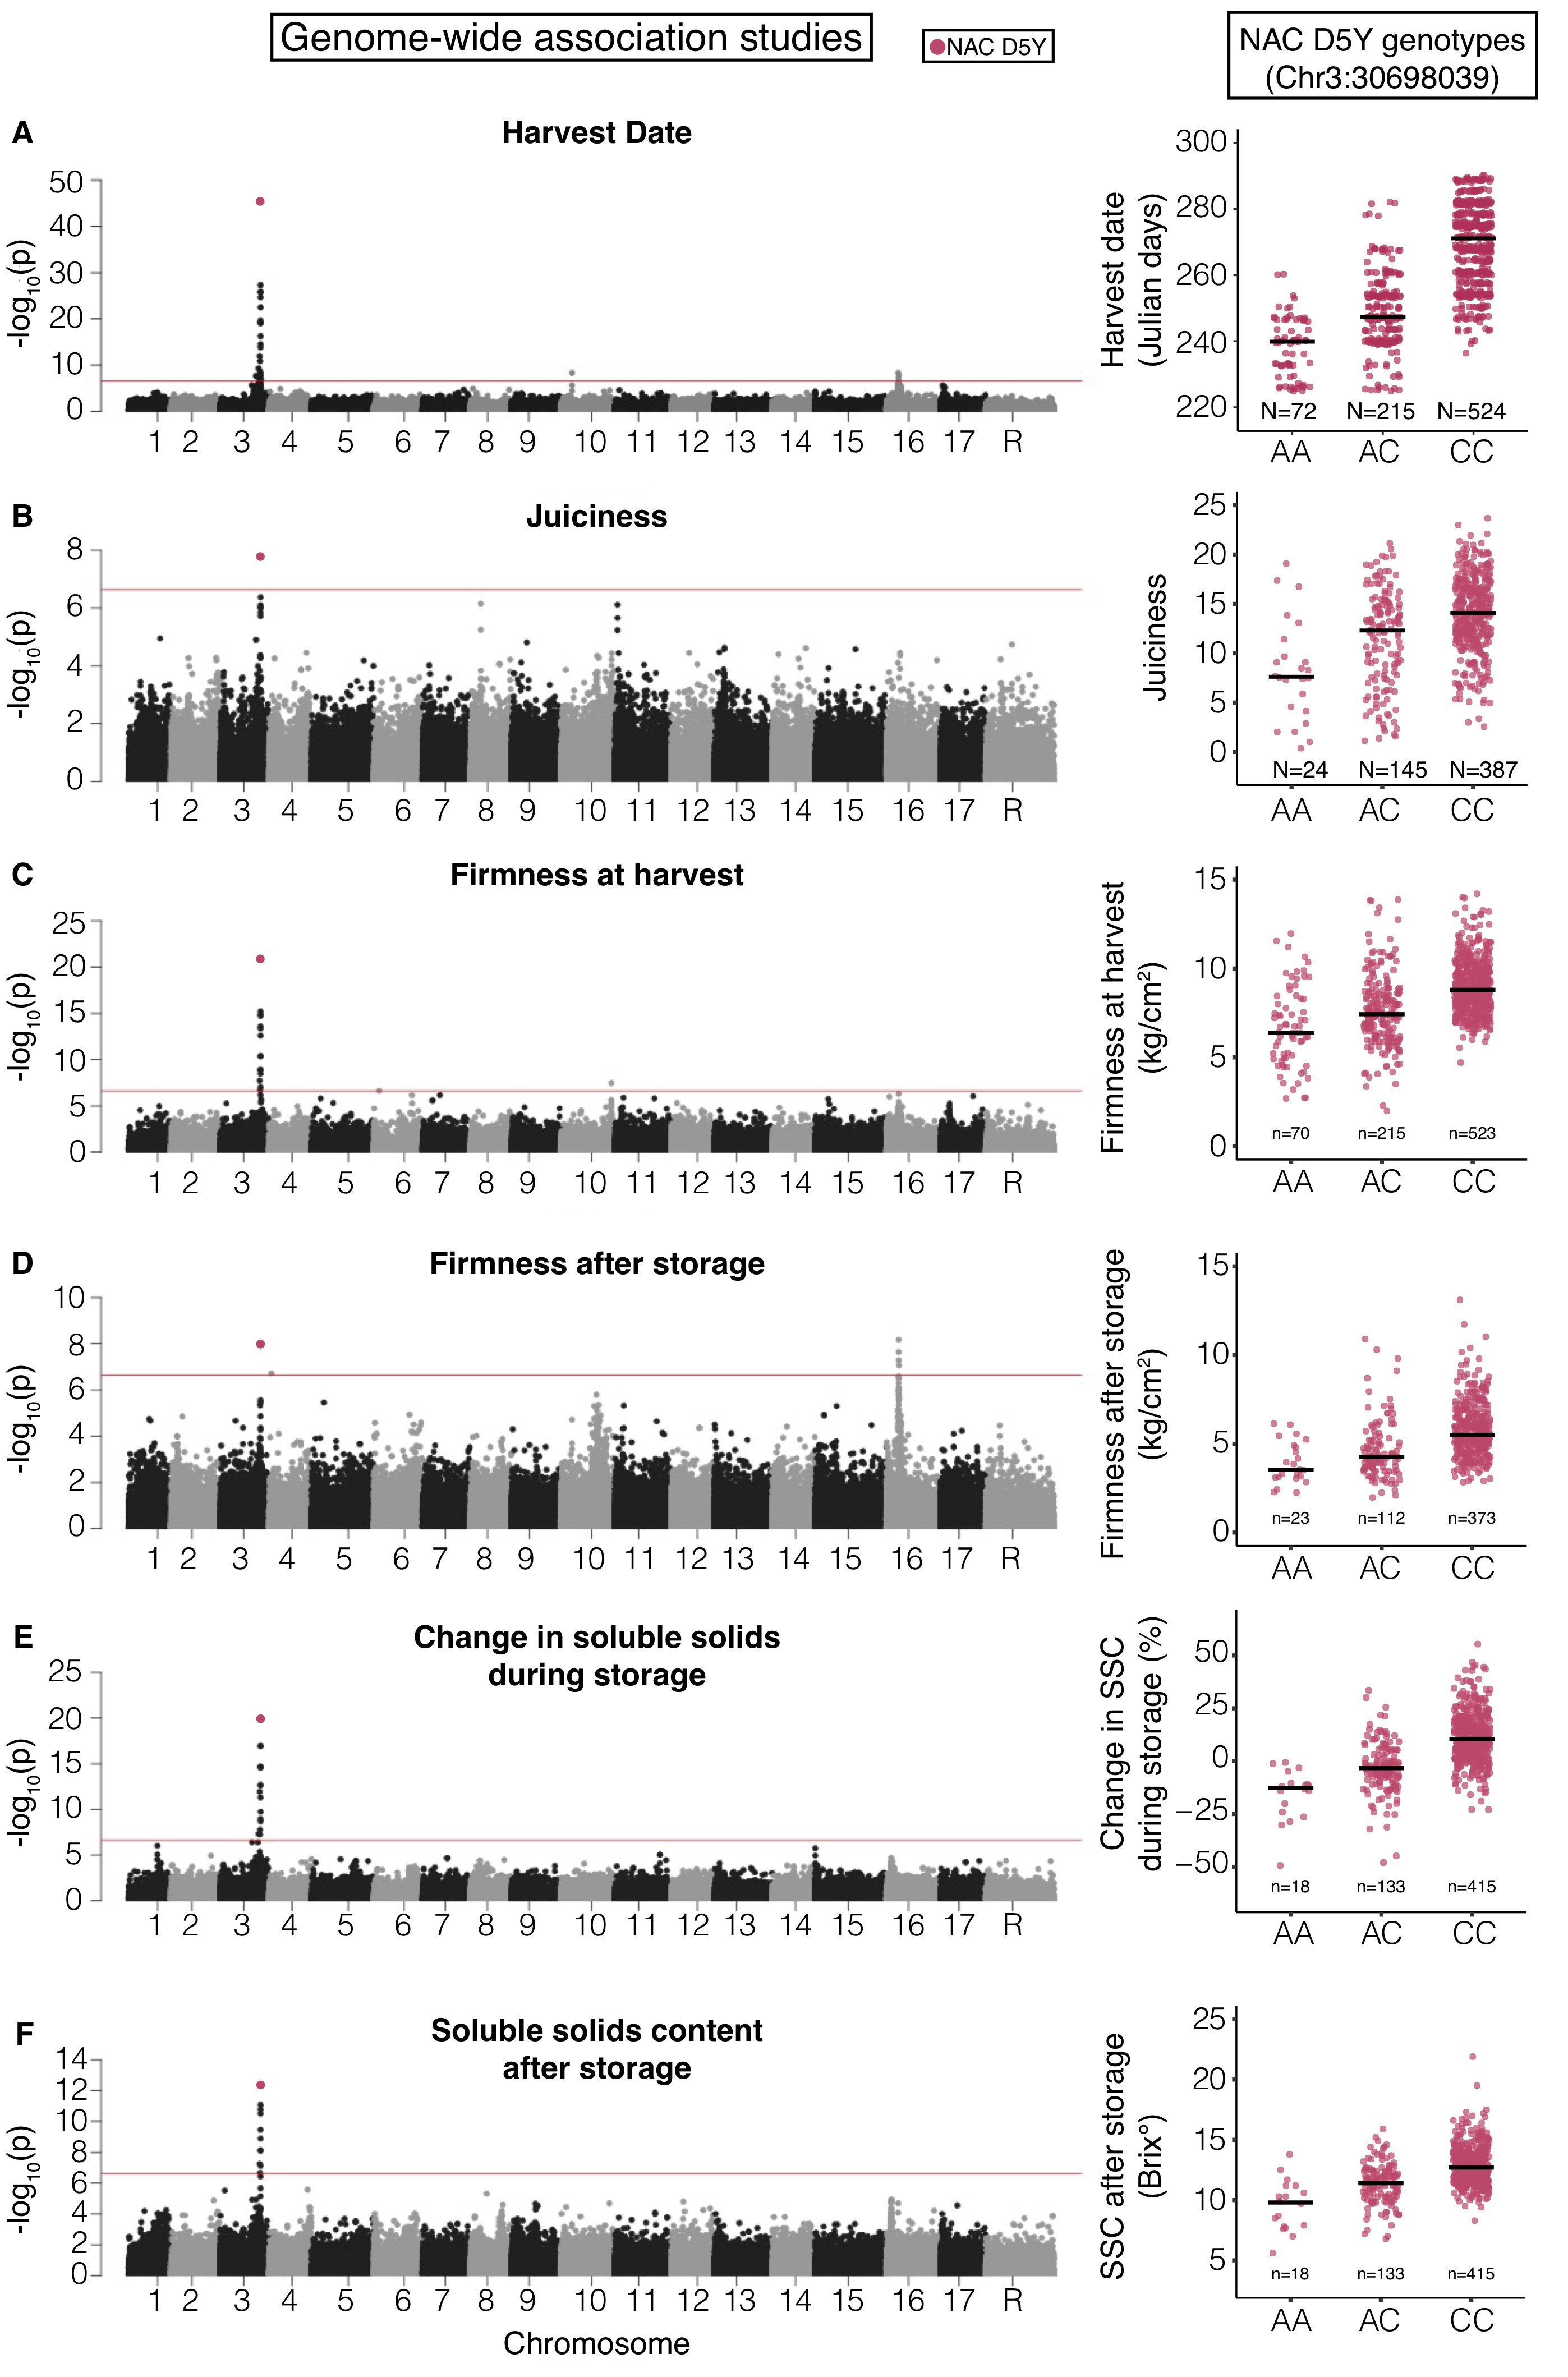 Genome-wide association studies
NAC D5Y
NAC D5Y genotypes
(Chr3:30698039)
A
Harvest Date
-log10(p)
50
40
30
20
10
0
1 2 3 4 5 6 7 8 9 10 11 12 13 14 15 16 17 R
Harvest date
(Julian days)
300
280
260
240
220
N=72 N=215 N=524
AA AC CC
B
Juiciness
-log10(p)
8
6
4
2
0
1 2 3 4 5 6 7 8 9 10 11 12 13 14 15 16 17 R
Juiciness
25
20
15
10
5
0
N=24 N=145 N=387
AA AC CC
C
Firmness at harvest
-log10(p)
25
20
15
10
5
0
1 2 3 4 5 6 7 8 9 10 11 12 13 14 15 16 17 R
Firmness at harvest
(kg/cm²)
15
10
5
0
n=70 n=215 n=523
AA AC CC
D
Firmness after storage
-log10(p)
10
8
6
4
2
0
1 2 3 4 5 6 7 8 9 10 11 12 13 14 15 16 17 R
Firmness after storage
(kg/cm²)
15
10
5
0
n=23 n=112 n=373
AA AC CC
E
Change in soluble solids
during storage
-log10(p)
25
20
15
10
5
0
1 2 3 4 5 6 7 8 9 10 11 12 13 14 15 16 17 R
Change in SSC
during storage (%)
50
25
0
−25
−50
n=18 n=133 n=415
AA AC CC
F
Soluble solids content
after storage
-log10(p)
14
12
10
8
6
4
2
0
1 2 3 4 5 6 7 8 9 10 11 12 13 14 15 16 17 R
Chromosome
SSC after storage
(Brix°)
25
20
15
10
5
n=18 n=133 n=415
AA AC CC